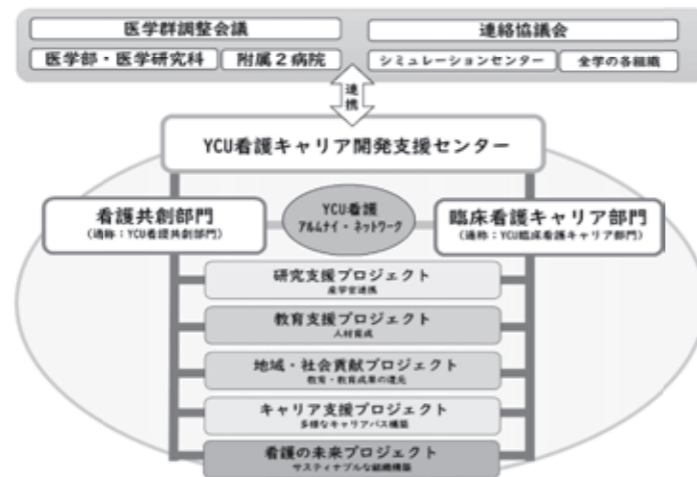 医学群調整会議
連絡協議会
医学部・医学研究科
附属2病院
シミュレーションセンター
全学の各組織
連携
YCU看護キャリア開発支援センター
看護共創部門
(通称:YCU看護共創部門)
YCU看護
アルムナイ・ネットワーク
臨床看護キャリア部門
(通称:YCU臨床看護キャリア部門)
研究支援プロジェクト
産学官連携
教育支援プロジェクト
人材育成
地域・社会貢献プロジェクト
教育・教育成果の還元
キャリア支援プロジェクト
多様なキャリアパス構築
看護の未来プロジェクト
サスティナブルな組織構築